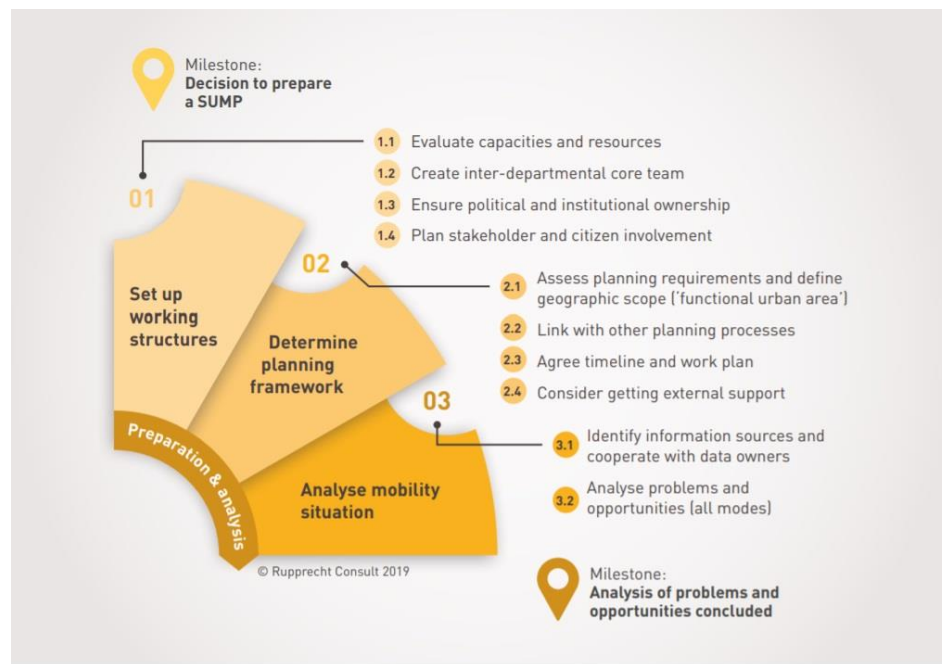 Milestone:
Decision to prepare
a SUMP
01
1.1 Evaluate capacities and resources
1.2 Create inter-departmental core team
1.3 Ensure political and institutional ownership
1.4 Plan stakeholder and citizen involvement
Set up
working
structures
02
2.1 Assess planning requirements and define
geographic scope (‘functional urban area’)
2.2 Link with other planning processes
2.3 Agree timeline and work plan
2.4 Consider getting external support
Determine
planning
framework
03
3.1 Identify information sources and
cooperate with data owners
3.2 Analyse problems and
opportunities (all modes)
Analyse mobility
situation
Preparation & analysis
© Rupprecht Consult 2019
Milestone:
Analysis of problems and
opportunities concluded